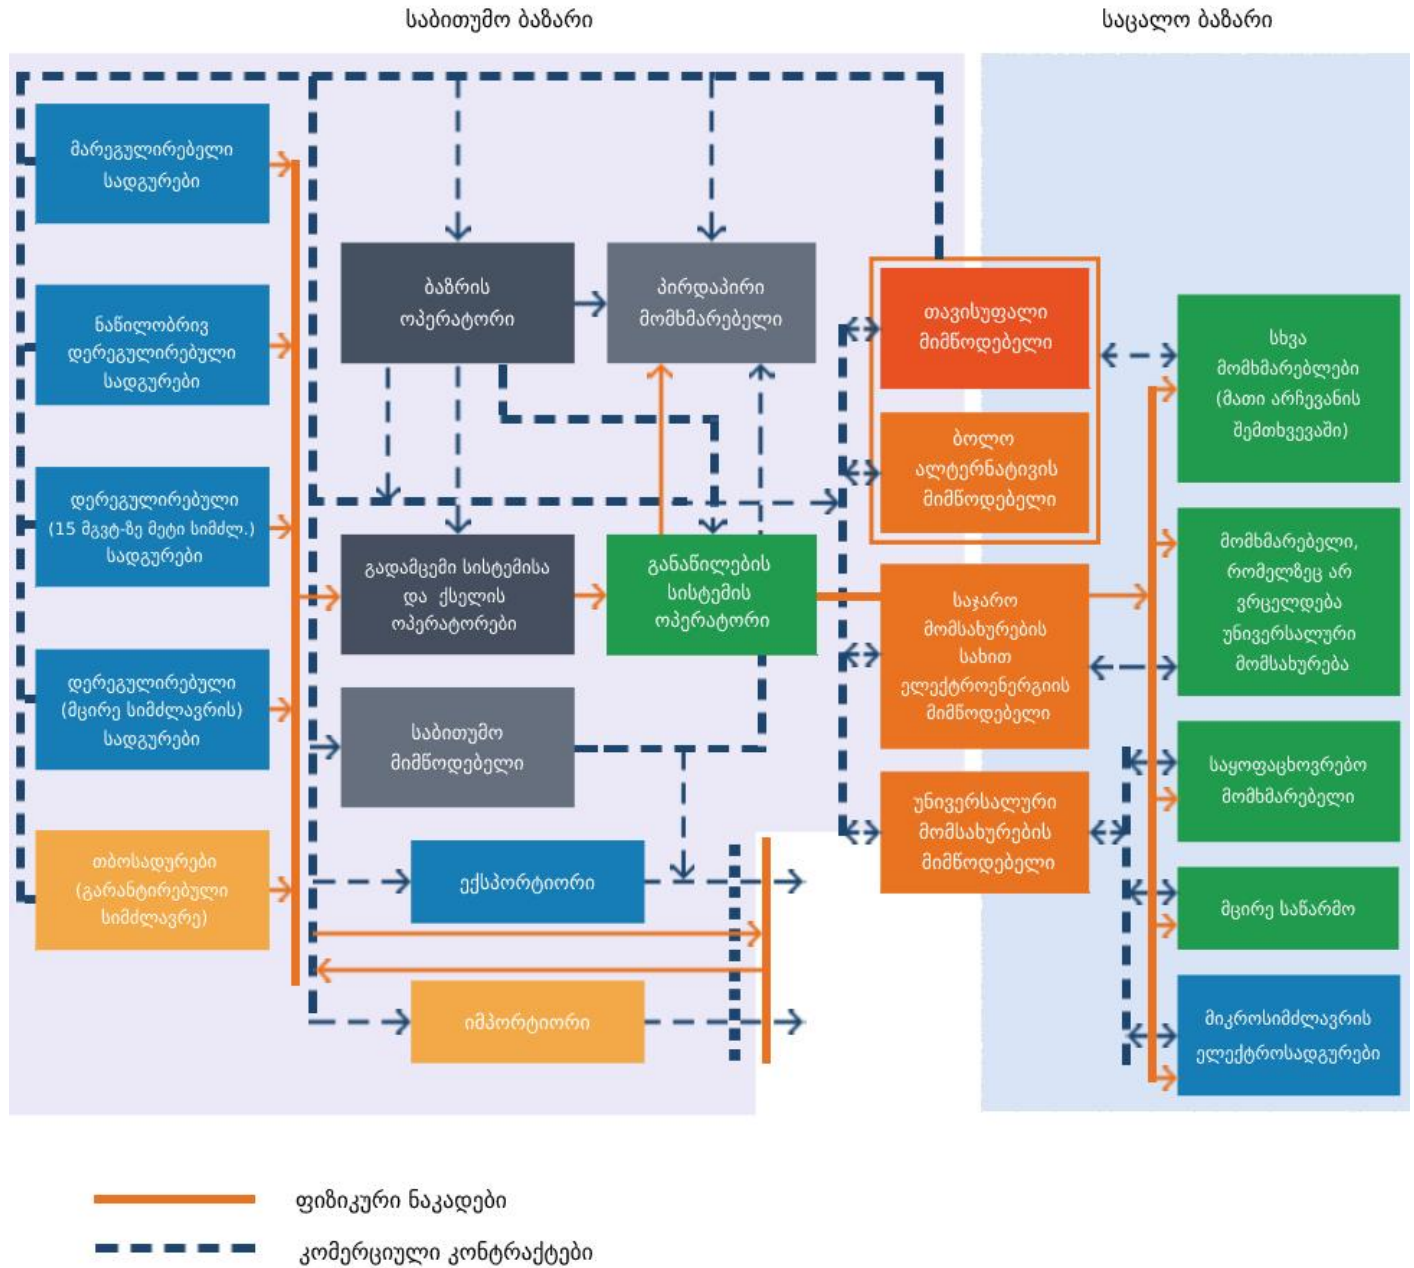 საბითუმო ბაზარი
საცალო ბაზარი
მარეგულირებელი
სადგურები
ნაწილობრივ
დერეგულირებული
სადგურები
დერეგულირებული
(15 მგვტ-ზე მეტი სიმძლ.)
სადგურები
დერეგულირებული
(მცირე სიმძლავრის)
სადგურები
თბოსადურები
(გარანტირებული
სიმძლავრე)
ბაზრის
ოპერატორი
პირდაპირი
მომხმარებელი
გადამცემი სისტემისა
და ქსელის
ოპერატორები
განაწილების
სისტემის
ოპერატორი
საბითუმო
მიმწოდებელი
ექსპორტიორი
იმპორტიორი
თავისუფალი
მიმწოდებელი
ბოლო
ალტერნატივის
მიმწოდებელი
საჯარო
მომსახურების
სახით
ელექტროენერგიის
მიმწოდებელი
უნივერსალური
მომსახურების
მიმწოდებელი
სხვა
მომხმარებლები
(მათი არჩევანის
შემთხვევაში)
მომხმარებელი,
რომელზეც არ
ვრცელდება
უნივერსალური
მომსახურება
საყოფაცხოვრებო
მომხმარებელი
მცირე საწარმო
მიკროსიმძლავრის
ელექტროსადგურები
ფიზიკური ნაკადები
კომერციული კონტრაქტები